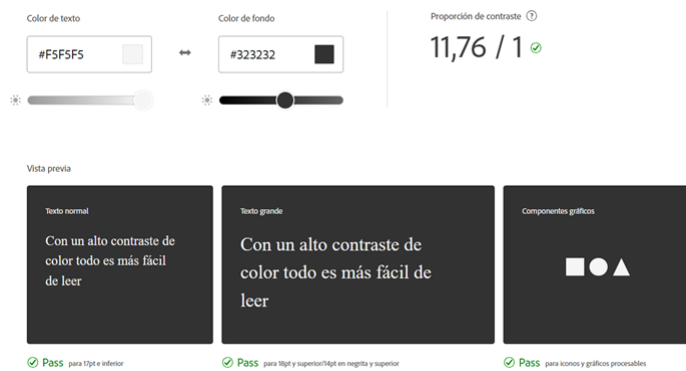 Color de texto
Color de fondo
Proporción de contraste ?
#F5F5F5
#323232
11,76 / 1
Vista previa
Texto normal
Con un alto contraste de
color todo es más fácil
de leer
Texto grande
Con un alto contraste de
color todo es más fácil de
leer
Componentes gráficos
Pass para 17pt e inferior
Pass para 18pt y superior/14pt en negrita y superior
Pass para iconos y gráficos procesables